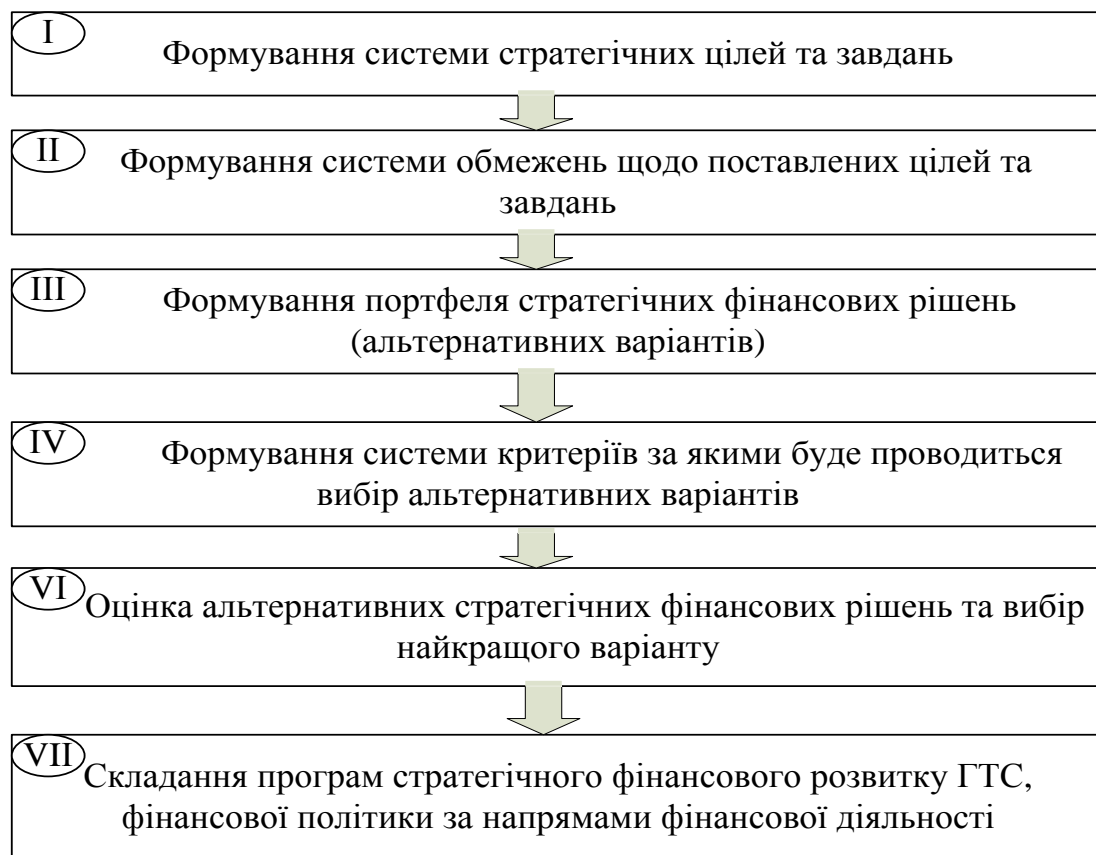 I
Формування системи стратегічних цілей та завдань
II
Формування системи обмежень щодо поставлених цілей та
завдань
III
Формування портфеля стратегічних фінансових рішень
(альтернативних варіантів)
IV
Формування системи критеріїв за якими буде проводиться
вибір альтернативних варіантів
VI
Оцінка альтернативних стратегічних фінансових рішень та вибір
найкращого варіанту
VII
Складання програм стратегічного фінансового розвитку ГТС,
фінансової політики за напрямами фінансової діяльності